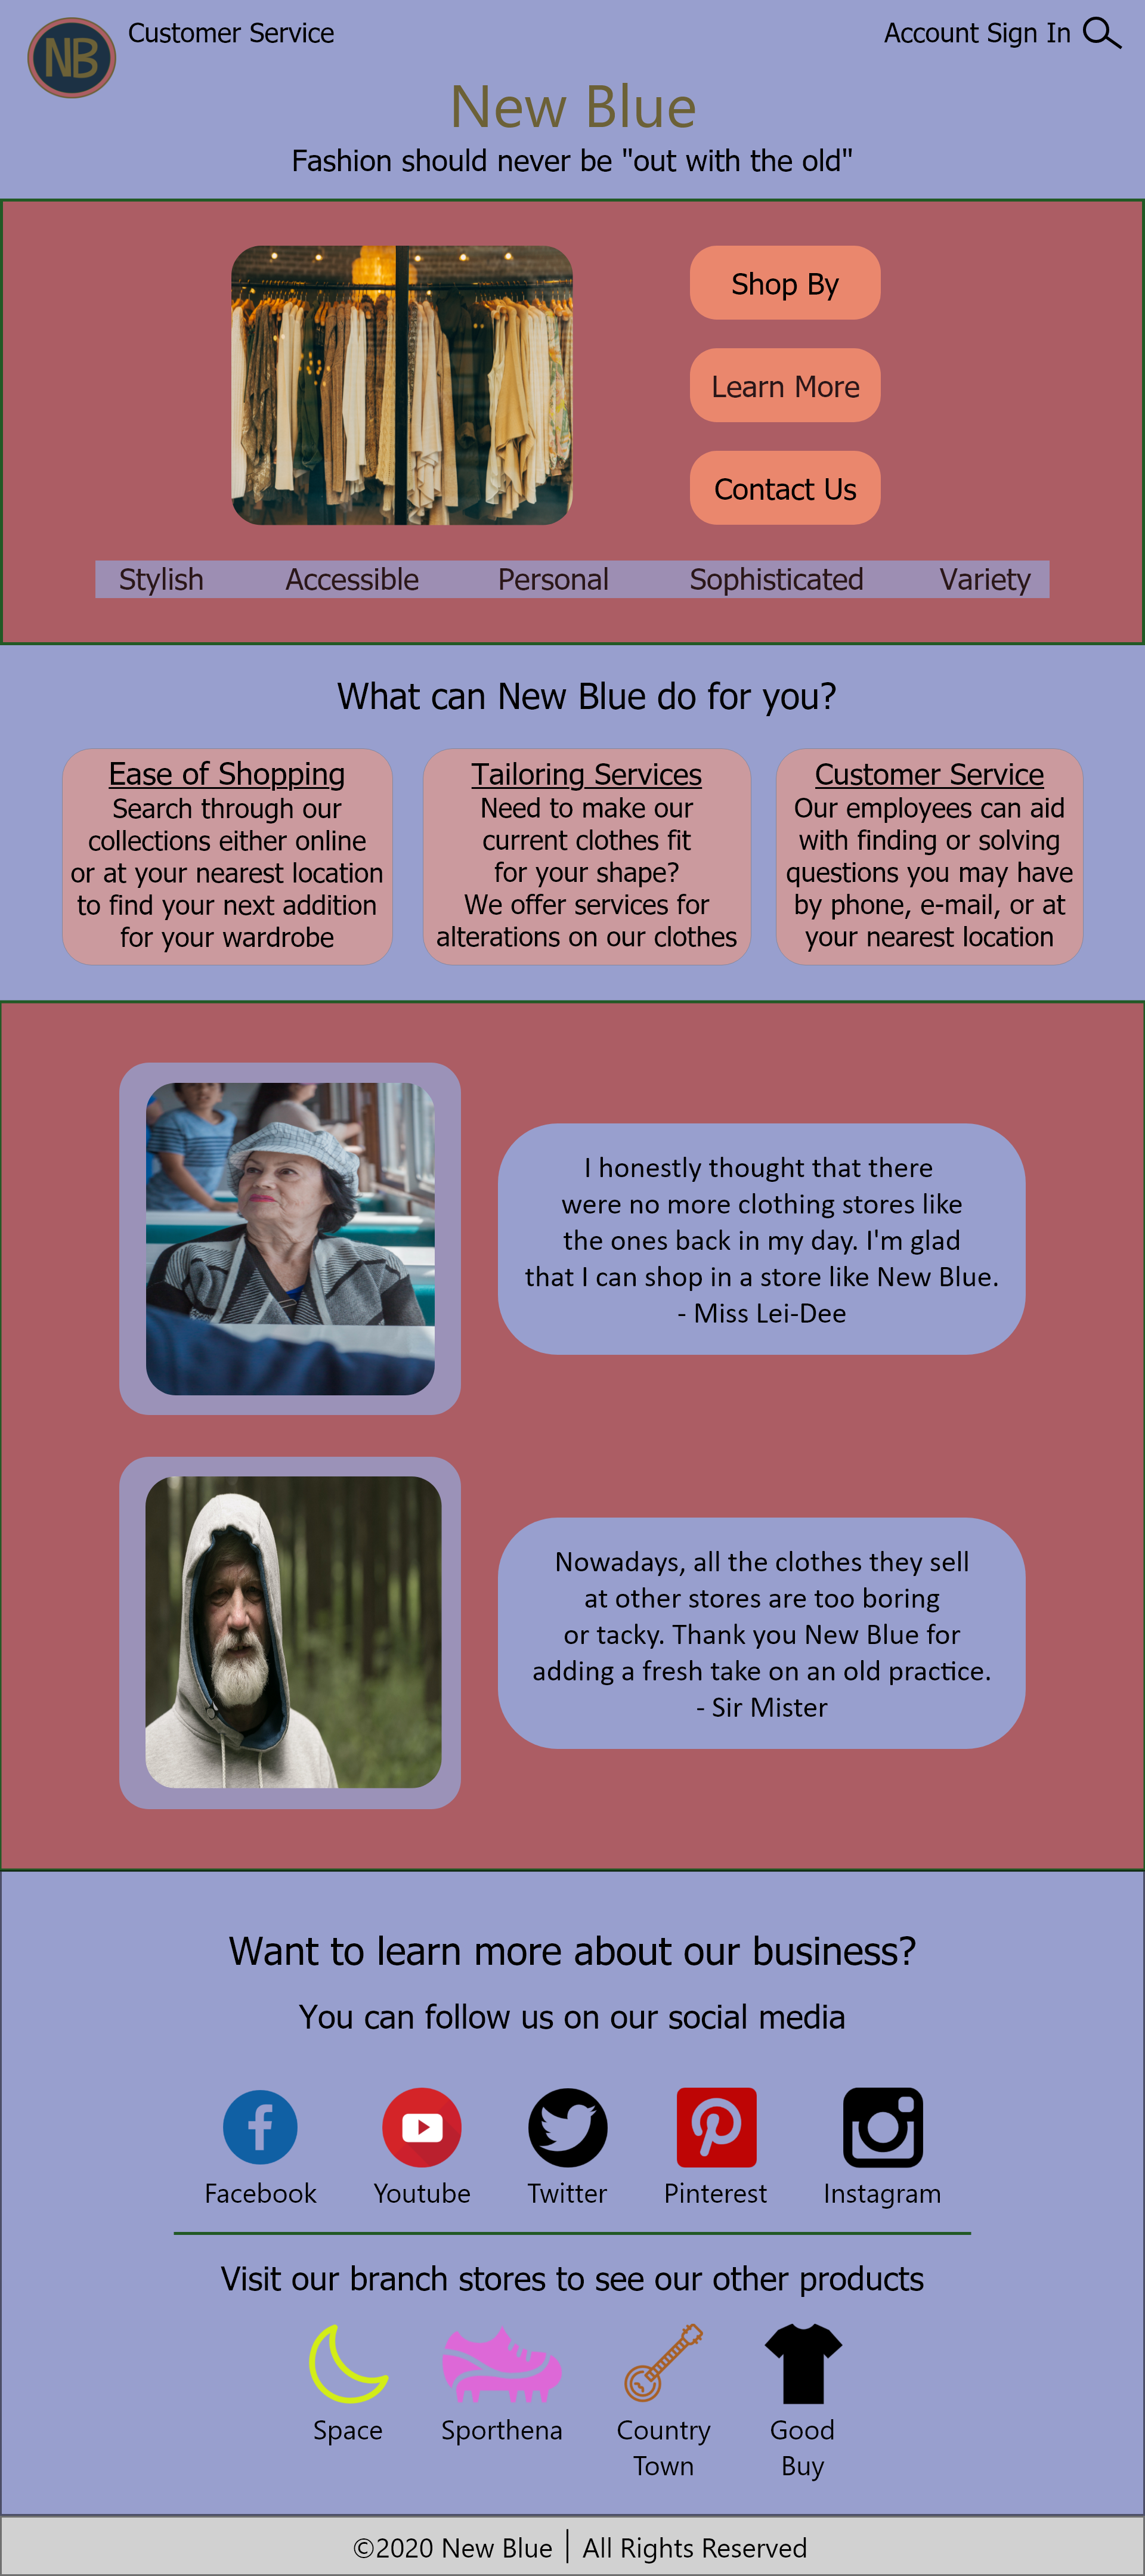 NB
Customer Service
Account Sign In
New Blue
Fashion should never be "out with the old"
Shop By
Learn More
Contact Us
Stylish Accessible Personal Sophisticated Variety
What can New Blue do for you?
Ease of Shopping
Search through our
collections either online
or at your nearest location
to find your next addition
for your wardrobe
Tailoring Services
Need to make our
current clothes fit
for your shape?
We offer services for
alterations on our clothes
Customer Service
Our employees can aid
with finding or solving
questions you may have
by phone, e-mail, or at
your nearest location
I honestly thought that there
were no more clothing stores like
the ones back in my day. I'm glad
that I can shop in a store like New Blue.
- Miss Lei-Dee
Nowadays, all the clothes they sell
at other stores are too boring
or tacky. Thank you New Blue for
adding a fresh take on an old practice.
- Sir Mister
Want to learn more about our business?
You can follow us on our social media
Facebook Youtube Twitter Pinterest Instagram
Visit our branch stores to see our other products
Space
Sporthena
Country
Town
Good
Buy
©2020 New Blue | All Rights Reserved